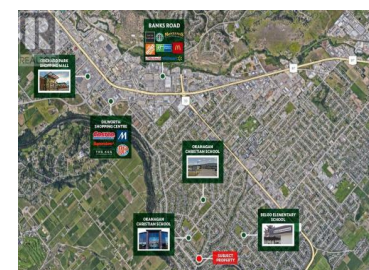 BANKS ROAD
ORCHARD PARK
SHOPPING MALL
DILWORTH
SHOPPING CENTRE
OKANAGAN
CHRISTIAN SCHOOL
OKANAGAN
CHRISTIAN SCHOOL
BELGO ELEMENTARY
SCHOOL
SUBJECT
PROPERTY